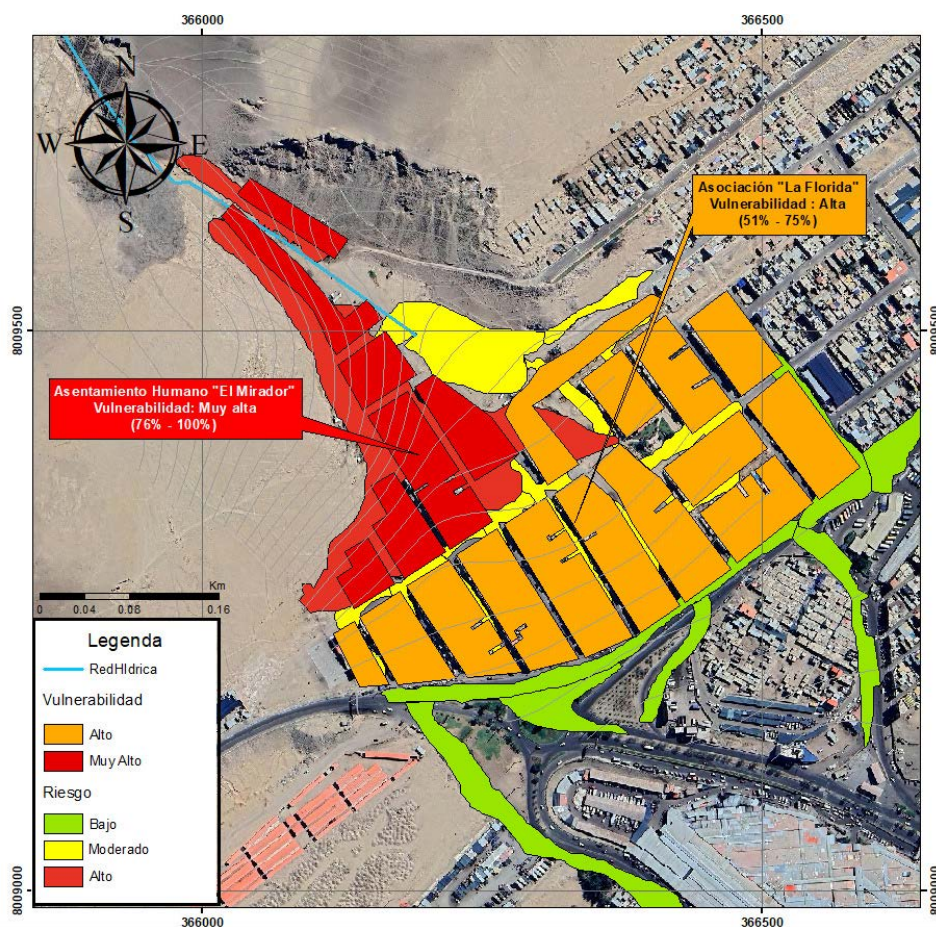 366000
366500
N
W
E
S
Asociación "La Florida"
Vulnerabilidad : Alta
(51% - 75%)
8009500
8009500
Asentamiento Humano "El Mirador"
Vulnerabilidad: Muy alta
(76% - 100%)
Km
0 0.04 0.08 0.16
Legenda
RedHIdrica
Vulnerabilidad
Alto
Muy Alto
Riesgo
Bajo
Moderado
Alto
8009000
8009000
366000
366500